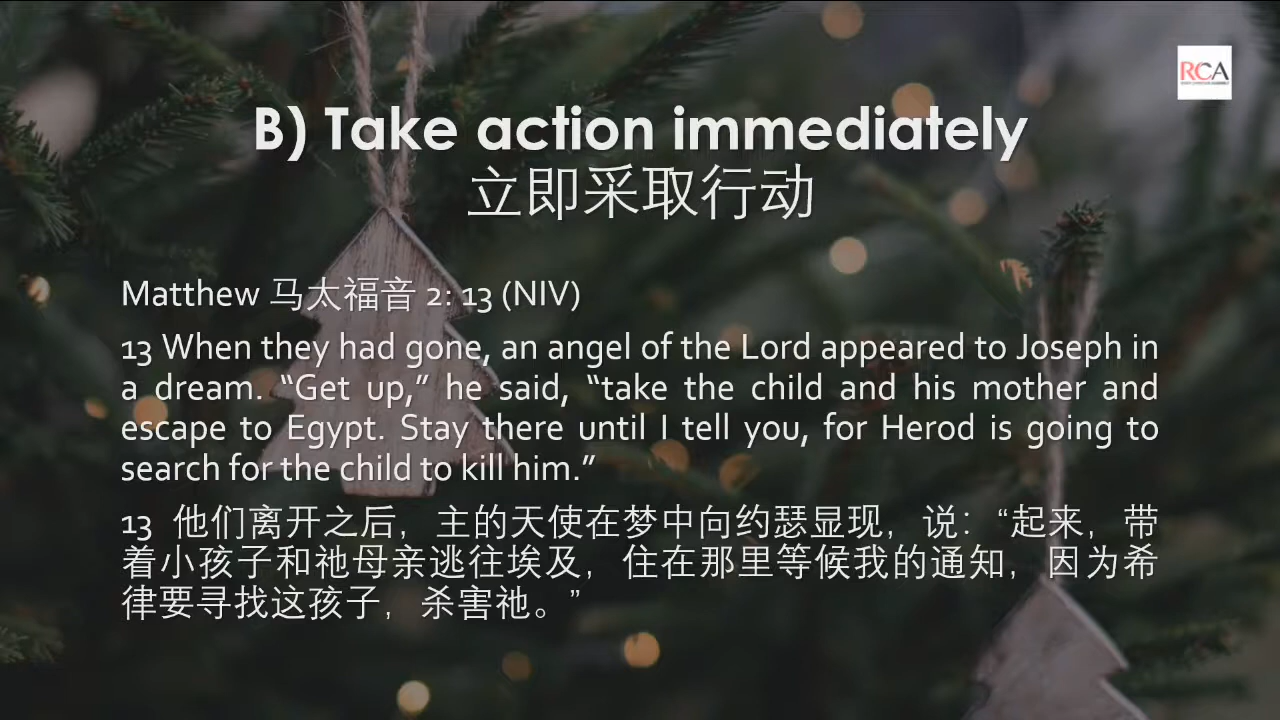 RCA
B) Take action immediately
立即采取行动
Matthew 马太福音 2: 13 (NIV)
13 When they had gone, an angel of the Lord appeared to Joseph in
a dream. “Get up,” he said, “take the child and his mother and
escape to Egypt. Stay there until I tell you, for Herod is going to
search for the child to kill him.”
13 他们离开之后，主的天使在梦中向约瑟显现，说：“起来，带
着小孩子和祂母亲逃往埃及，住在那里等候我的通知，因为希
律要寻找这孩子，杀害祂。”